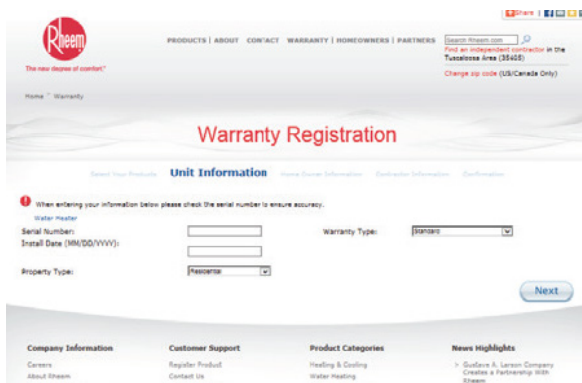 Share
Rheem
The new degree of comfort.™
PRODUCTS | ABOUT CONTACT WARRANTY | HOMEOWNERS | PARTNERS
Search Rheem.com
Find an independent contractor in the
Tuscaloosa Area (35405)
Change zip code (US/Canada Only)
Home Warranty
Warranty Registration
Select Your Products Unit Information Home Owner Information Contractor Information Confirmation
When entering your information below please check the serial number to ensure accuracy.
Water Heater
Serial Number: Warranty Type: Standard
Install Date (MM/DD/YYYY):
Property Type: Residential
Next
Company Information Customer Support Product Categories News Highlights
Careers Register Product Heating & Cooling > Gustave A. Larson Company
About Rheem Contact Us Water Heating Creates a Partnership With
Rheem